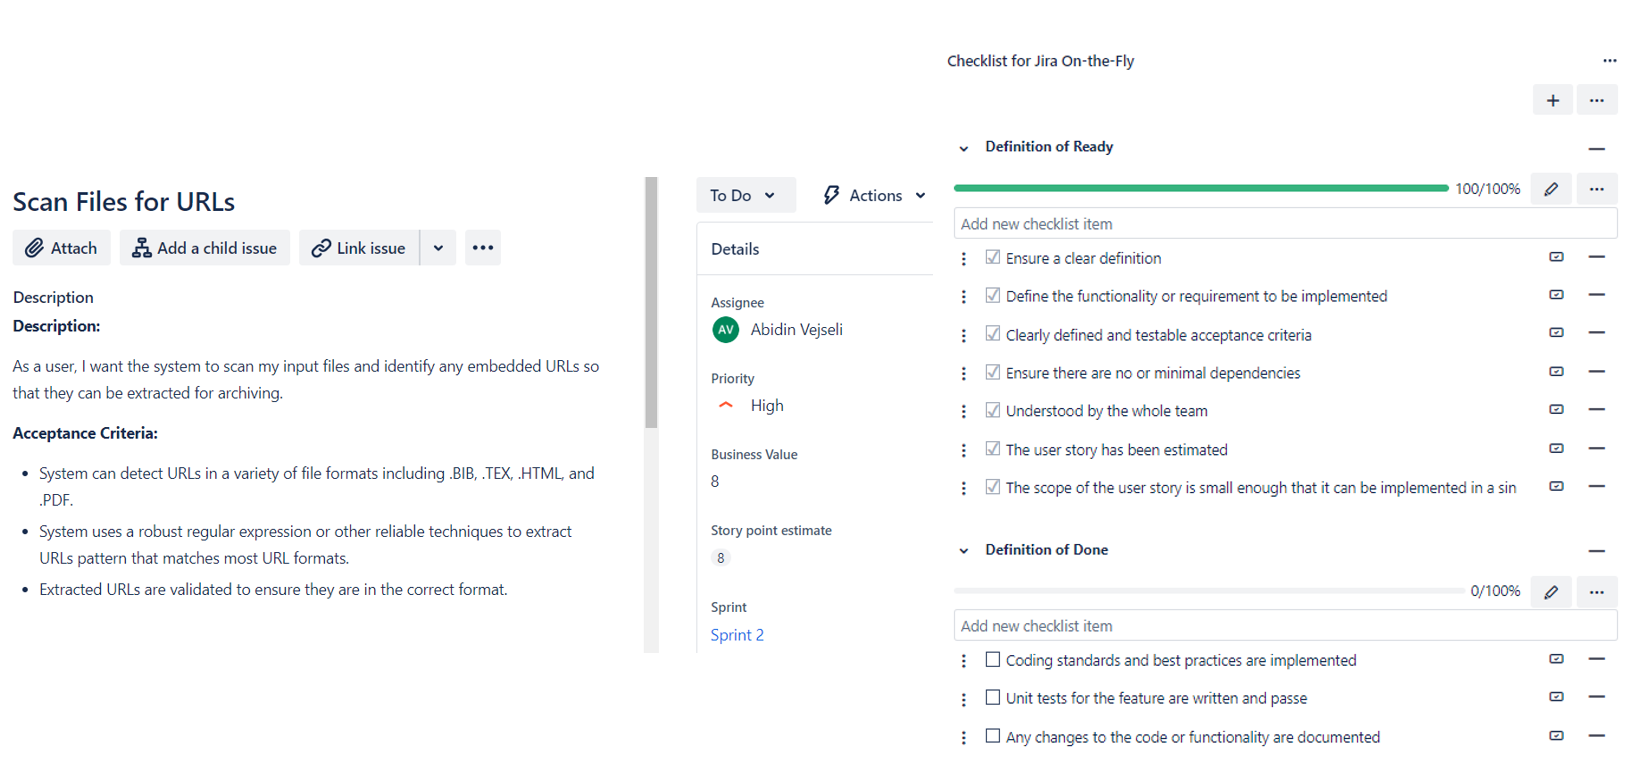 Scan Files for URLs
Attach
Add a child issue
Link issue
Description
Description:
As a user, I want the system to scan my input files and identify any embedded URLs so
that they can be extracted for archiving.
Acceptance Criteria:
System can detect URLs in a variety of file formats including .BIB, .TEX, .HTML, and
.PDF.
System uses a robust regular expression or other reliable techniques to extract
URLs pattern that matches most URL formats.
Extracted URLs are validated to ensure they are in the correct format.
To Do
Actions
Details
Assignee
AV Abidin Vejseli
Priority
High
Business Value
8
Story point estimate
8
Sprint
Sprint 2
Checklist for Jira On-the-Fly
Definition of Ready
100/100%
Add new checklist item
Ensure a clear definition
Define the functionality or requirement to be implemented
Clearly defined and testable acceptance criteria
Ensure there are no or minimal dependencies
Understood by the whole team
The user story has been estimated
The scope of the user story is small enough that it can be implemented in a sin
Definition of Done
0/100%
Add new checklist item
Coding standards and best practices are implemented
Unit tests for the feature are written and passe
Any changes to the code or functionality are documented